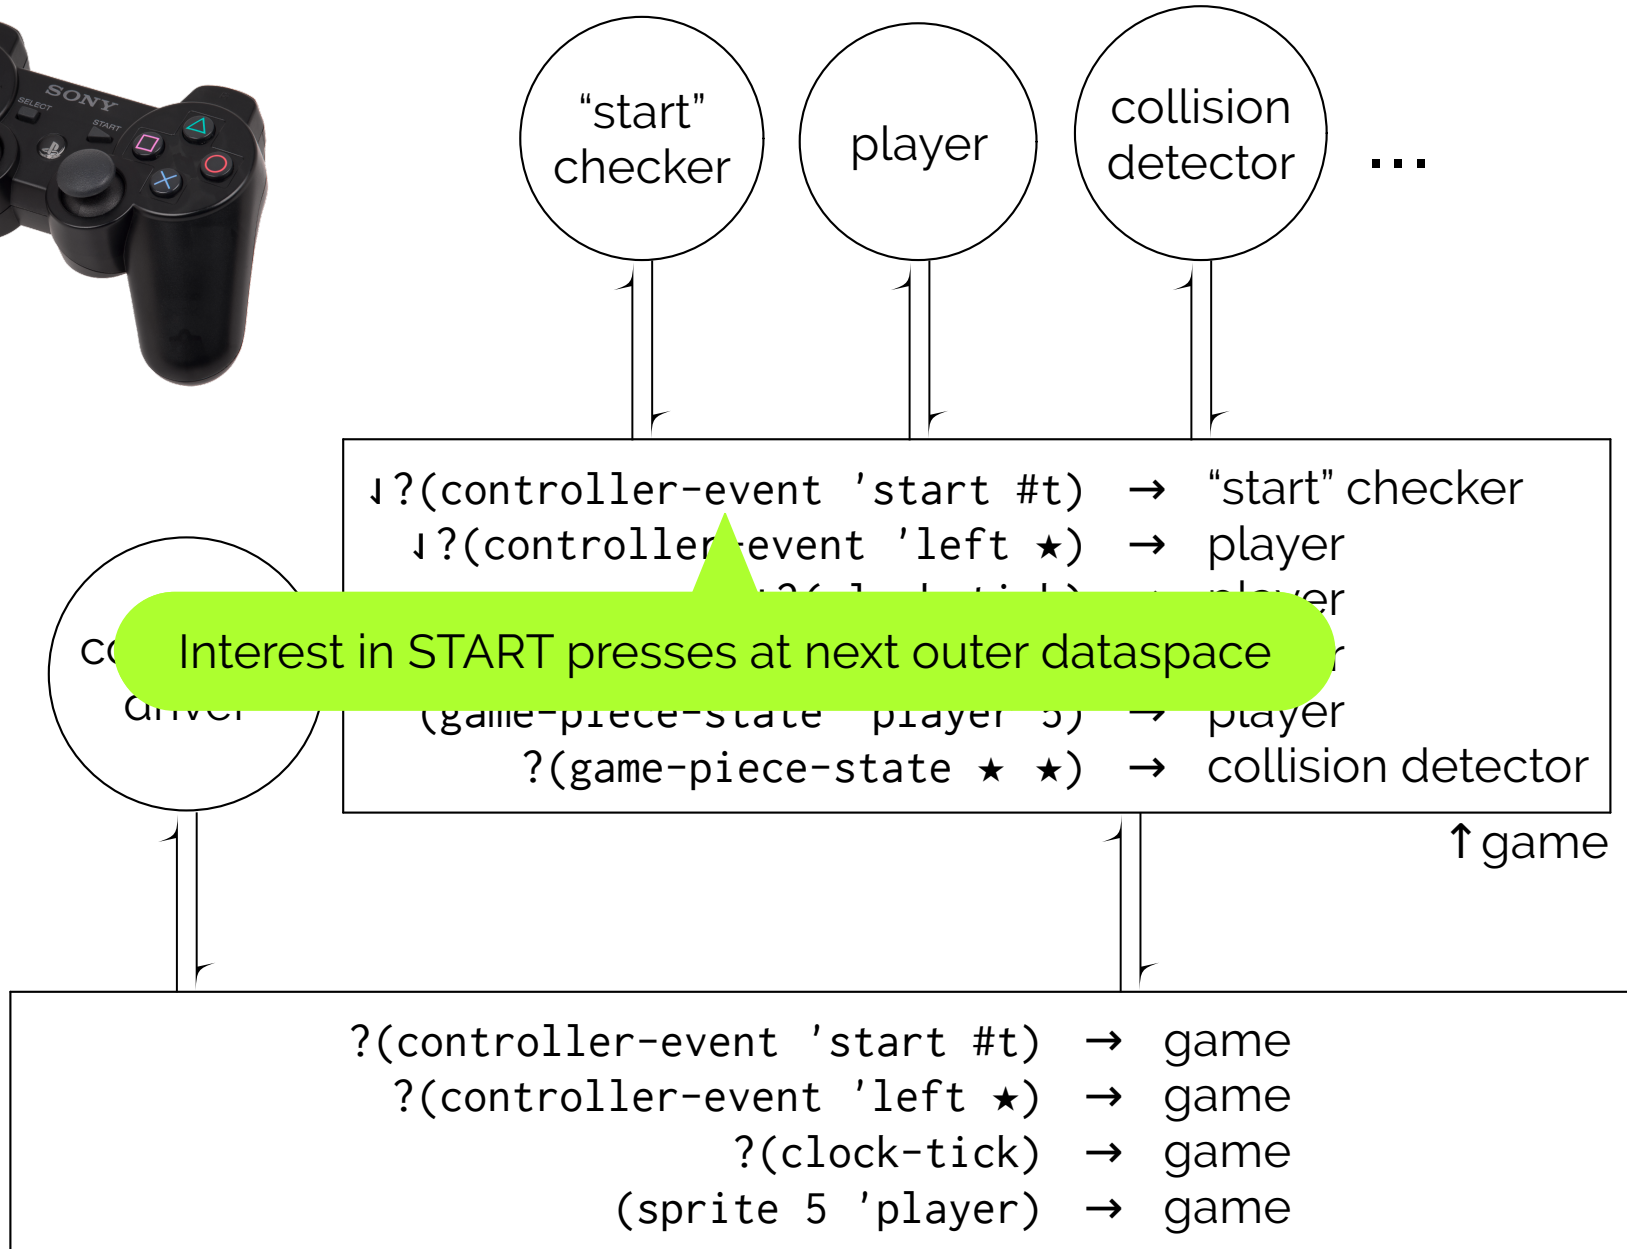 SONY
SELECT
START
“start”
checker
player
collision
detector
...
⇃?(controller-event 'start #t) → “start” checker
⇃?(controller-event 'left ★) → player
Interest in START presses at next outer dataspace
driver
(game-piece-state 'player 5) → player
?(game-piece-state ★ ★) → collision detector
↑game
?(controller-event 'start #t) → game
?(controller-event 'left ★) → game
?(clock-tick) → game
(sprite 5 'player) → game